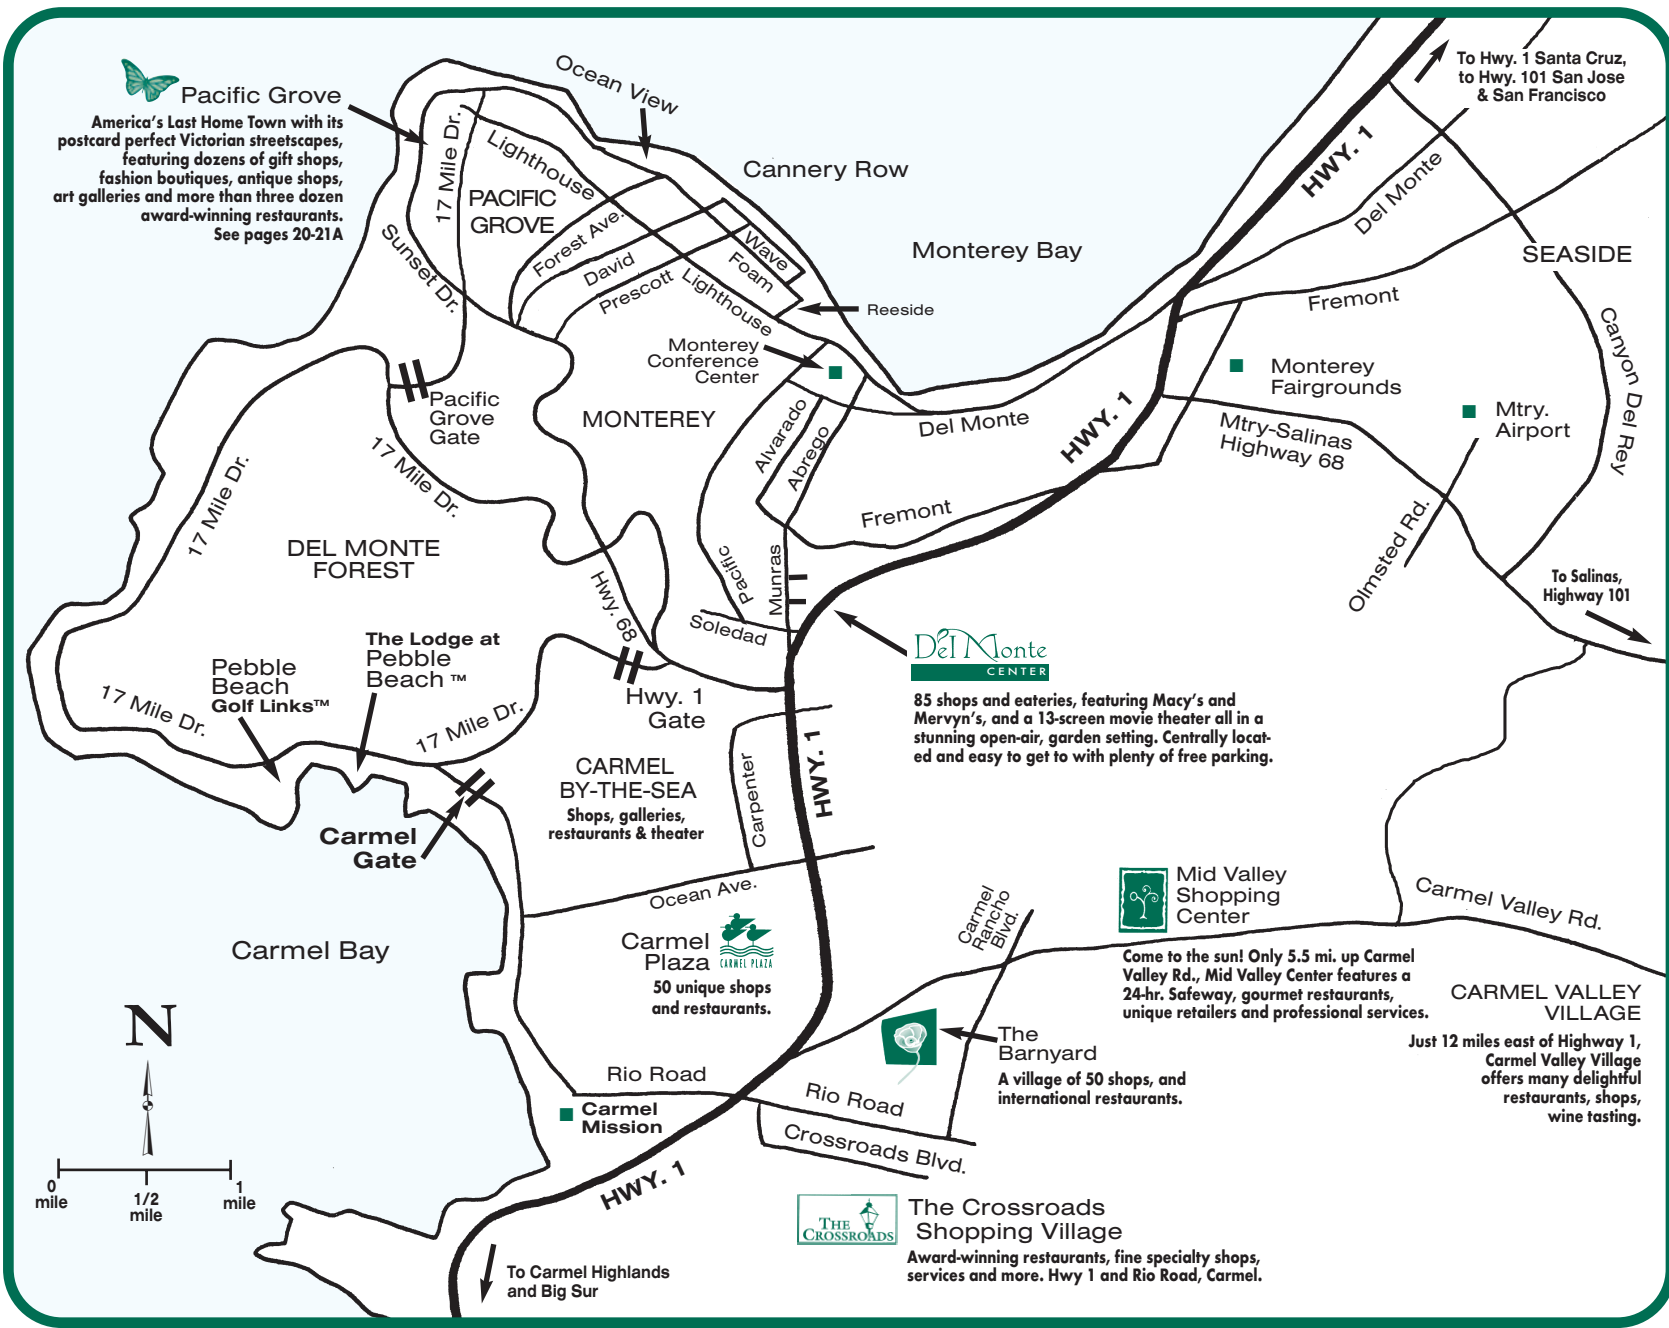 Pacific Grove
America's Last Home Town with its
postcard perfect Victorian streetscapes,
featuring dozens of gift shops,
fashion boutiques, antique shops,
art galleries and more than three dozen
award-winning restaurants.
See pages 20-21A
Ocean View
Cannery Row
Monterey Bay
To Hwy. 1 Santa Cruz,
to Hwy. 101 San Jose
& San Francisco
HWY. 1
Del Monte
SEASIDE
Fremont
Canyon Del Rey
17 Mile Dr.
Lighthouse
PACIFIC
GROVE
Sunset Dr.
Forest Ave.
David
Prescott
Wave
Foam
Lighthouse
Reeside
Monterey
Conference
Center
Monterey
Fairgrounds
Mtry.
Airport
Mtry-Salinas
Highway 68
Olmsted Rd.
To Salinas,
Highway 101
Pacific
Grove
Gate
MONTEREY
Alvarado
Abrego
Del Monte
HWY. 1
Fremont
17 Mile Dr.
17 Mile Dr.
DEL MONTE
FOREST
Hwy. 68
Pacific
Munras
Soledad
Del Monte
CENTER
85 shops and eateries, featuring Macy's and
Mervyn's, and a 13-screen movie theater all in a
stunning open-air, garden setting. Centrally locat-
ed and easy to get to with plenty of free parking.
The Lodge at
Pebble
Beach ™
Pebble
Beach
Golf Links™
17 Mile Dr.
17 Mile Dr.
Hwy. 1
Gate
CARMEL
BY-THE-SEA
Shops, galleries,
restaurants & theater
Carpenter
HWY. 1
Carmel
Gate
Ocean Ave.
Carmel Bay
Carmel
Plaza
CARMEL PLAZA
50 unique shops
and restaurants.
Carmel
Rancho
Blvd.
Mid Valley
Shopping
Center
Come to the sun! Only 5.5 mi. up Carmel
Valley Rd., Mid Valley Center features a
24-hr. Safeway, gourmet restaurants,
unique retailers and professional services.
Carmel Valley Rd.
CARMEL VALLEY
VILLAGE
Just 12 miles east of Highway 1,
Carmel Valley Village
offers many delightful
restaurants, shops,
wine tasting.
The
Barnyard
A village of 50 shops, and
international restaurants.
Rio Road
Rio Road
Crossroads Blvd.
Carmel
Mission
HWY. 1
THE
CROSSROADS
The Crossroads
Shopping Village
Award-winning restaurants, fine specialty shops,
services and more. Hwy 1 and Rio Road, Carmel.
To Carmel Highlands
and Big Sur
N
0
mile
1/2
mile
1
mile